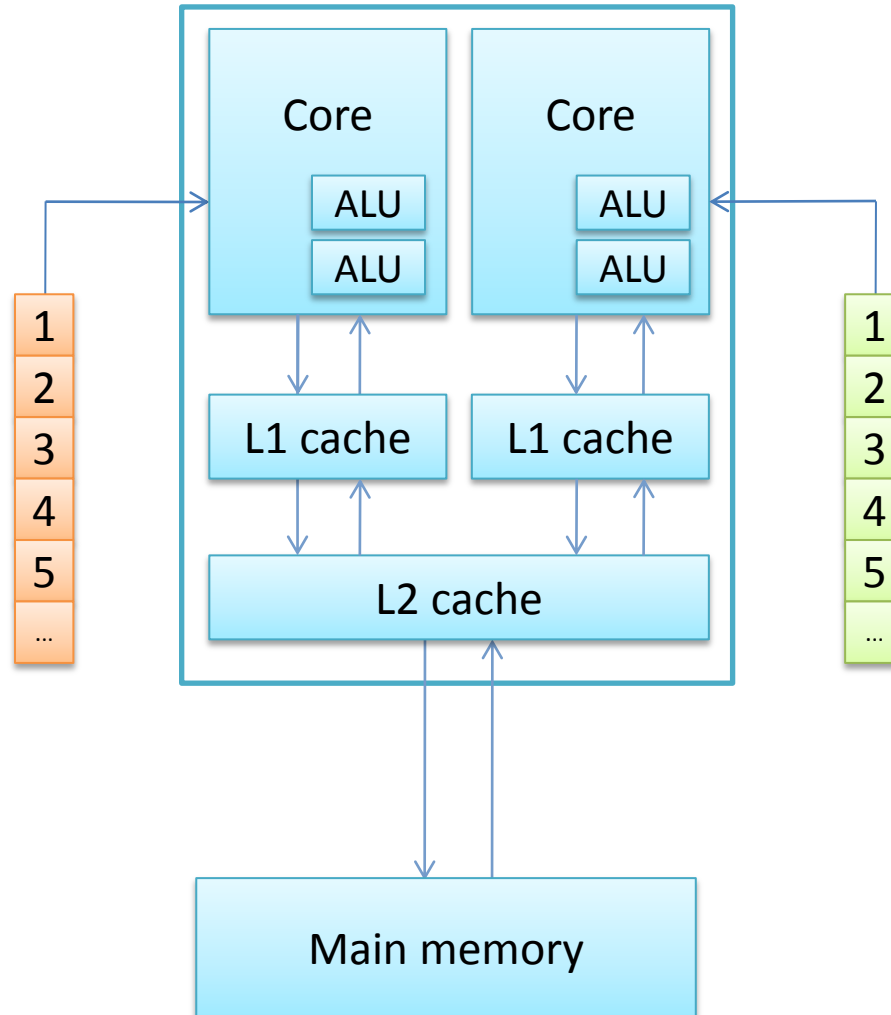 Core
Core
ALU
ALU
ALU
ALU
1
2
3
4
5
...
1
2
3
4
5
...
L1 cache
L1 cache
L2 cache
Main memory